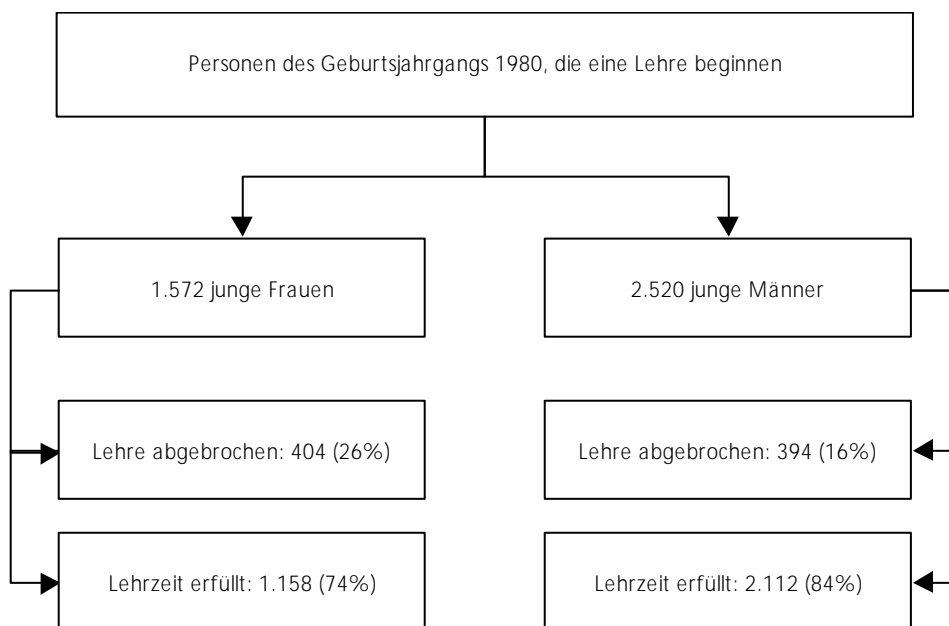 Personen des Geburtsjahrgangs 1980, die eine Lehre beginnen
1.572 junge Frauen
2.520 junge Männer
Lehre abgebrochen: 404 (26%)
Lehre abgebrochen: 394 (16%)
Lehrzeit erfüllt: 1.158 (74%)
Lehrzeit erfüllt: 2.112 (84%)